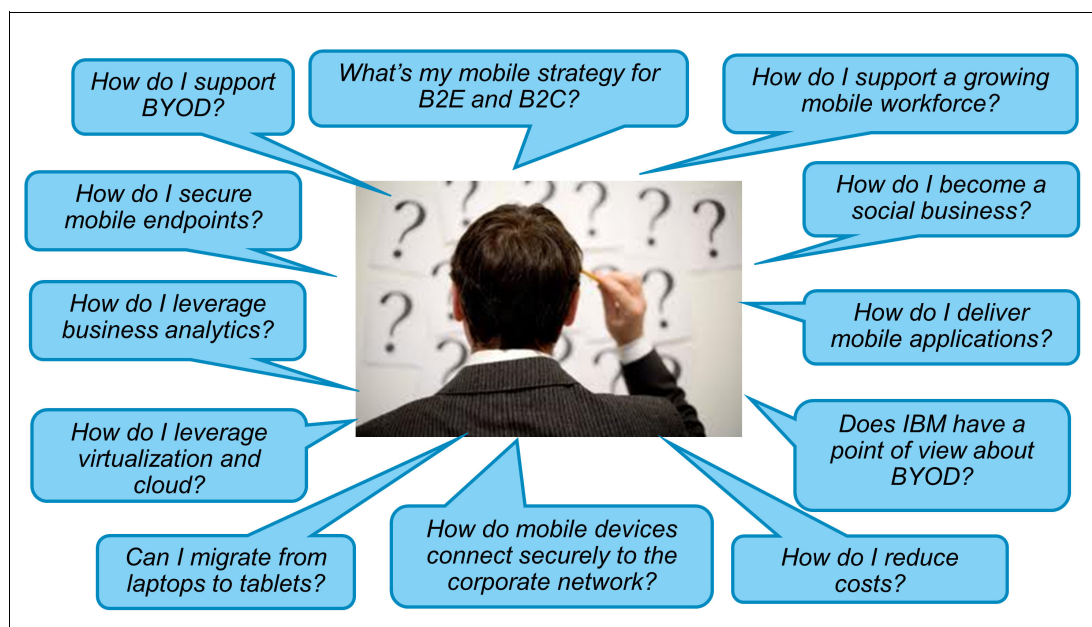 How do I support
BYOD?
What's my mobile strategy for
B2E and B2C?
How do I support a growing
mobile workforce?
How do I secure
mobile endpoints?
How do I become a
social business?
How do I leverage
business analytics?
How do I deliver
mobile applications?
How do I leverage
virtualization and
cloud?
Does IBM have a
point of view about
BYOD?
Can I migrate from
laptops to tablets?
How do mobile devices
connect securely to the
corporate network?
How do I reduce
costs?
? ? ? ? ? ?
? ? ?
? ? ? ?